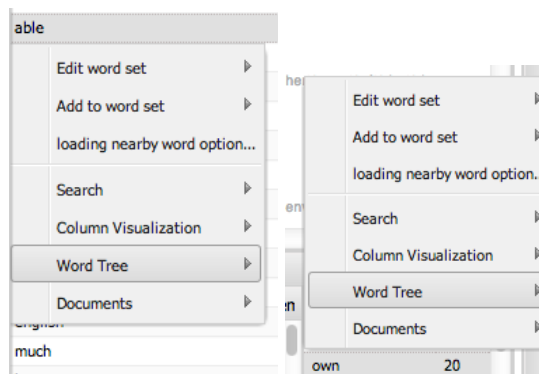 able
Edit word set
Add to word set
loading nearby word option...
Search
Column Visualization
Word Tree
Documents
english
much
Edit word set
Add to word set
loading nearby word option.
Search
Column Visualization
Word Tree
Documents
own 20